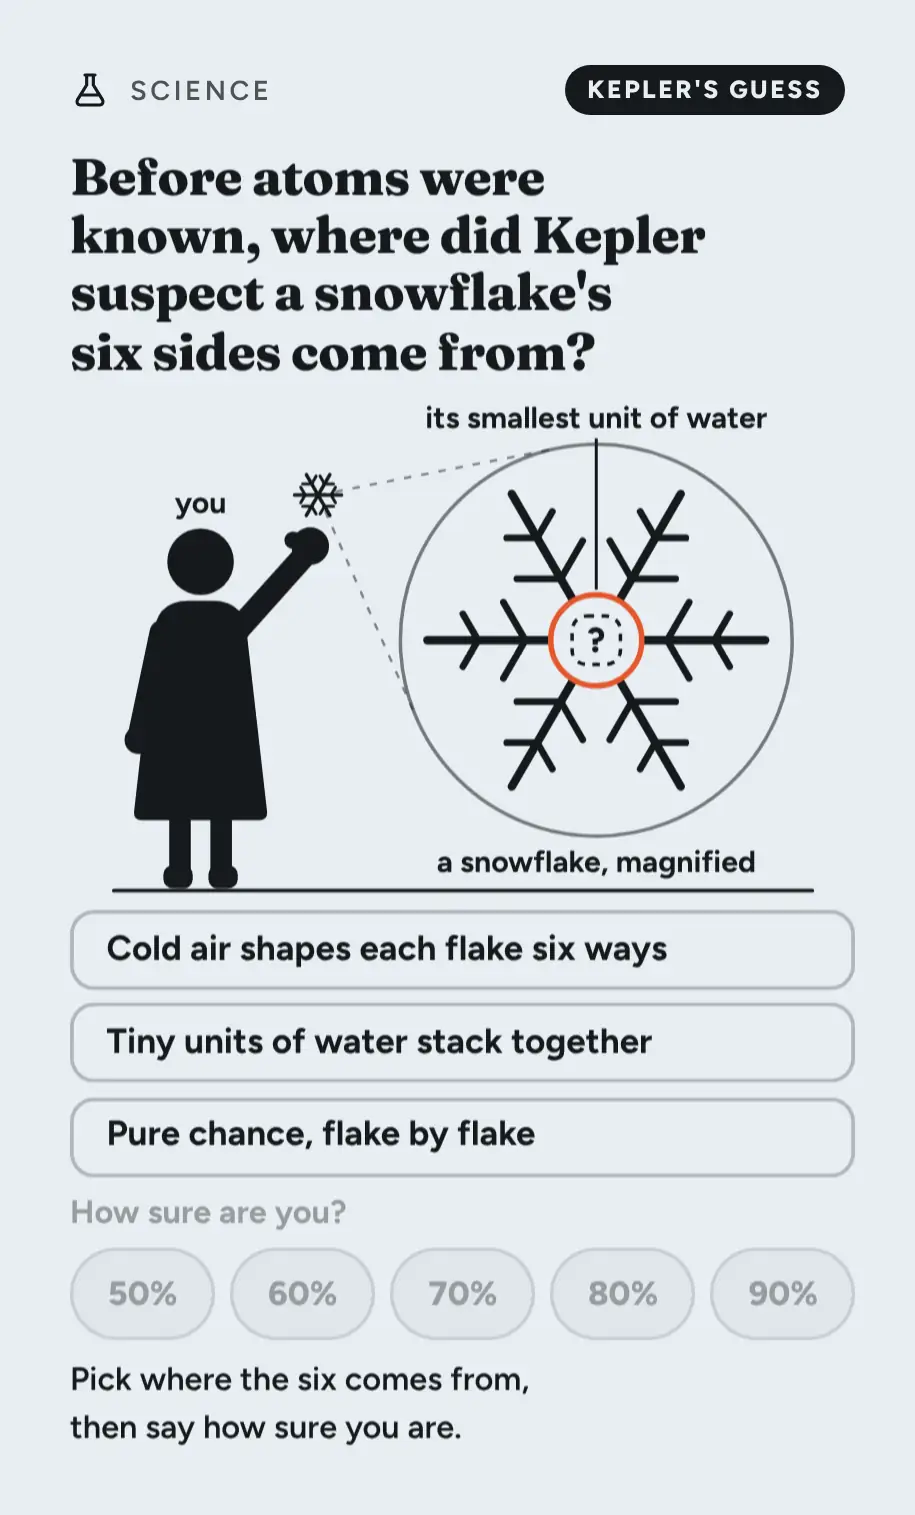 SCIENCE
KEPLER'S GUESS
Before atoms were
known, where did Kepler
suspect a snowflake's
six sides come from?
its smallest unit of water
you
?
a snowflake, magnified
Cold air shapes each flake six ways
Tiny units of water stack together
Pure chance, flake by flake
How sure are you?
50% 60% 70% 80% 90%
Pick where the six comes from,
then say how sure you are.